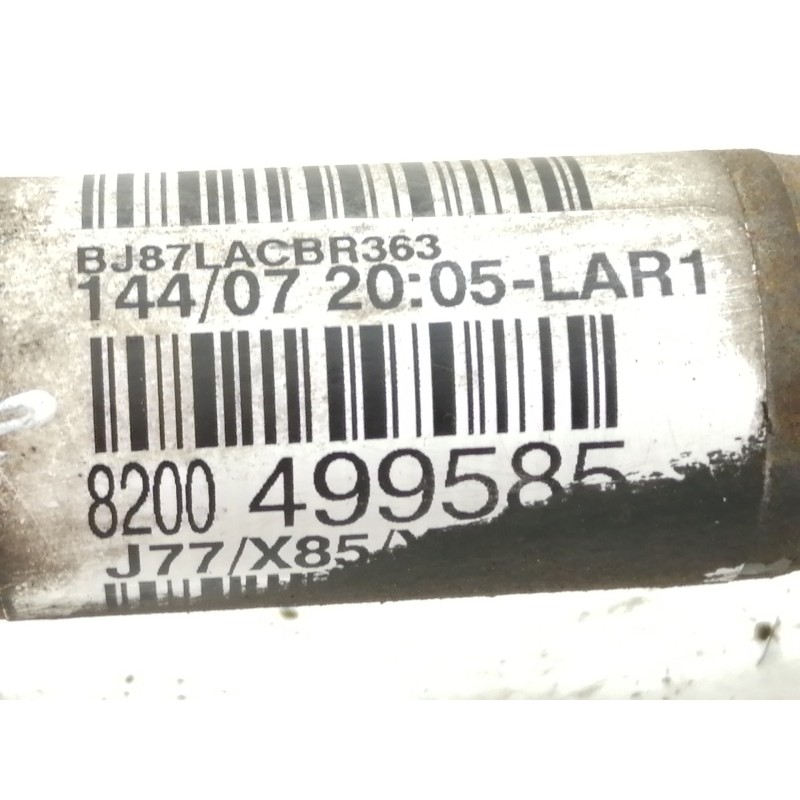 BJ87LACBR363
144/07 20:05-LAR1
8200 499585
J77/X85/